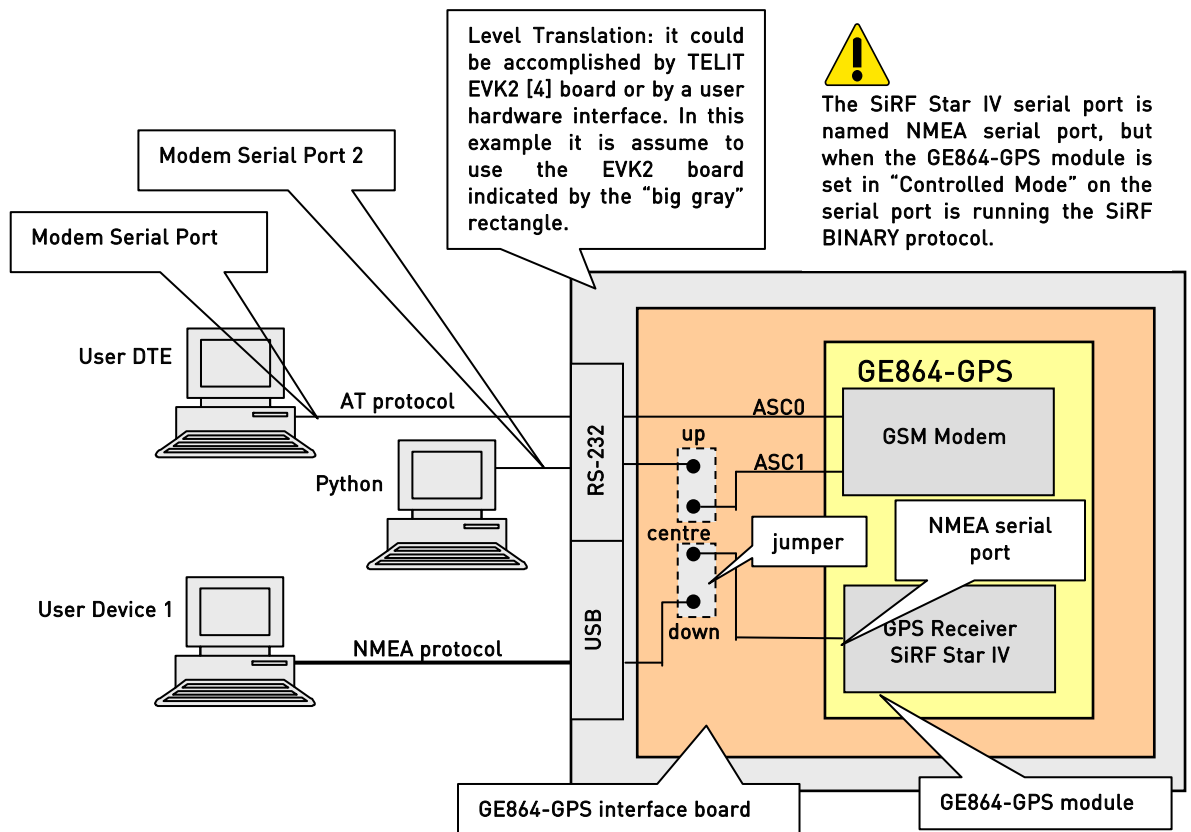 Level Translation: it could
be accomplished by TELIT
EVK2 [4] board or by a user
hardware interface. In this
example it is assume to
use the EVK2 board
indicated by the “big gray”
rectangle.
The SiRF Star IV serial port is
named NMEA serial port, but
when the GE864-GPS module is
set in “Controlled Mode” on the
serial port is running the SiRF
BINARY protocol.
Modem Serial Port 2
Modem Serial Port
User DTE
AT protocol
Python
User Device 1
NMEA protocol
RS-232
USB
up
centre
down
ASC0
ASC1
jumper
GE864-GPS
GSM Modem
NMEA serial
port
GPS Receiver
SiRF Star IV
GE864-GPS interface board
GE864-GPS module